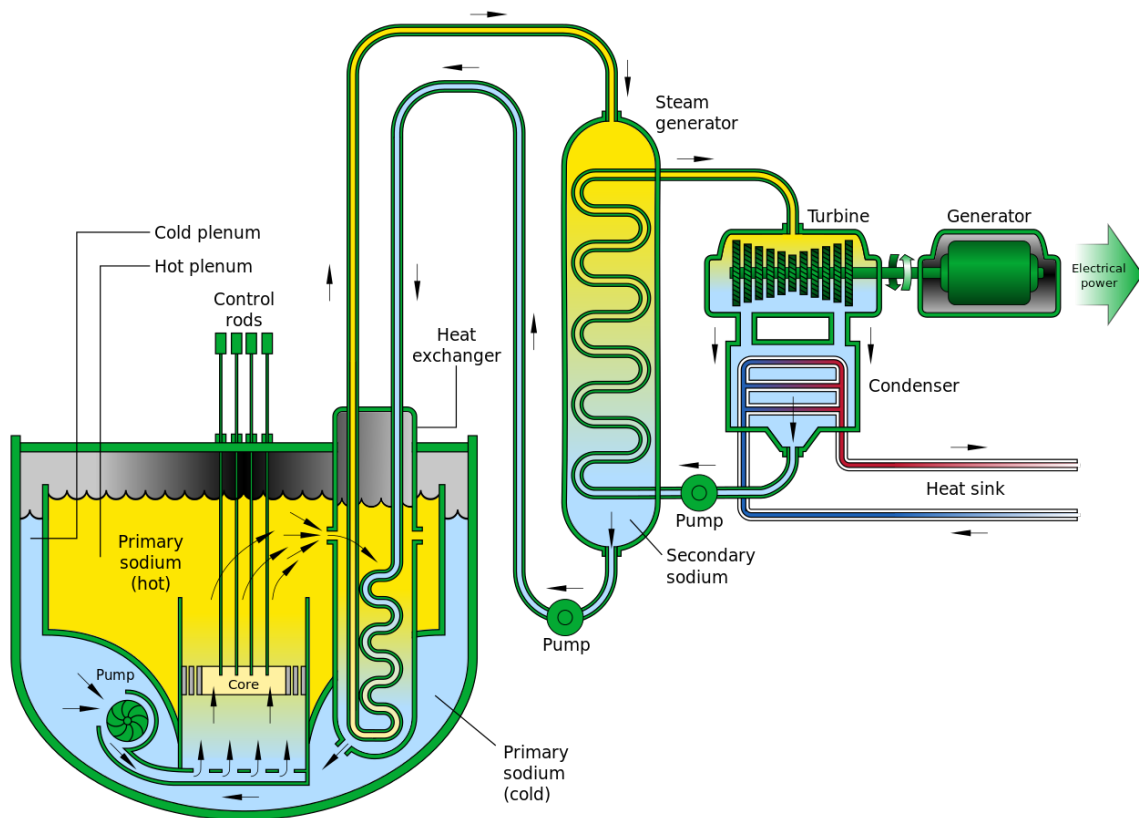 Steam
generator
Turbine
Generator
Cold plenum
Hot plenum
Electrical
power
Control
rods
Heat
exchanger
Condenser
Heat sink
Pump
Primary
sodium
(hot)
Secondary
sodium
Pump
Pump
Core
Primary
sodium
(cold)